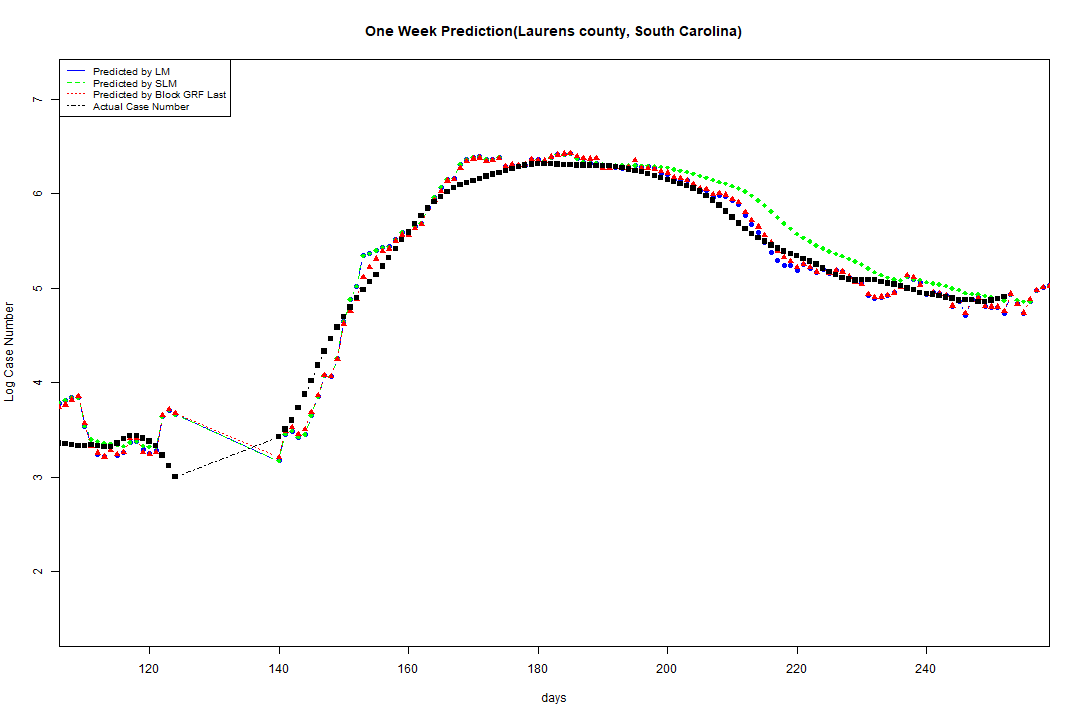 One Week Prediction(Laurens county, South Carolina)
Predicted by LM
Predicted by SLM
Predicted by Block GRF Last
Actual Case Number
Log Case Number
7
6
5
4
3
2
120 140 160 180 200 220 240
days